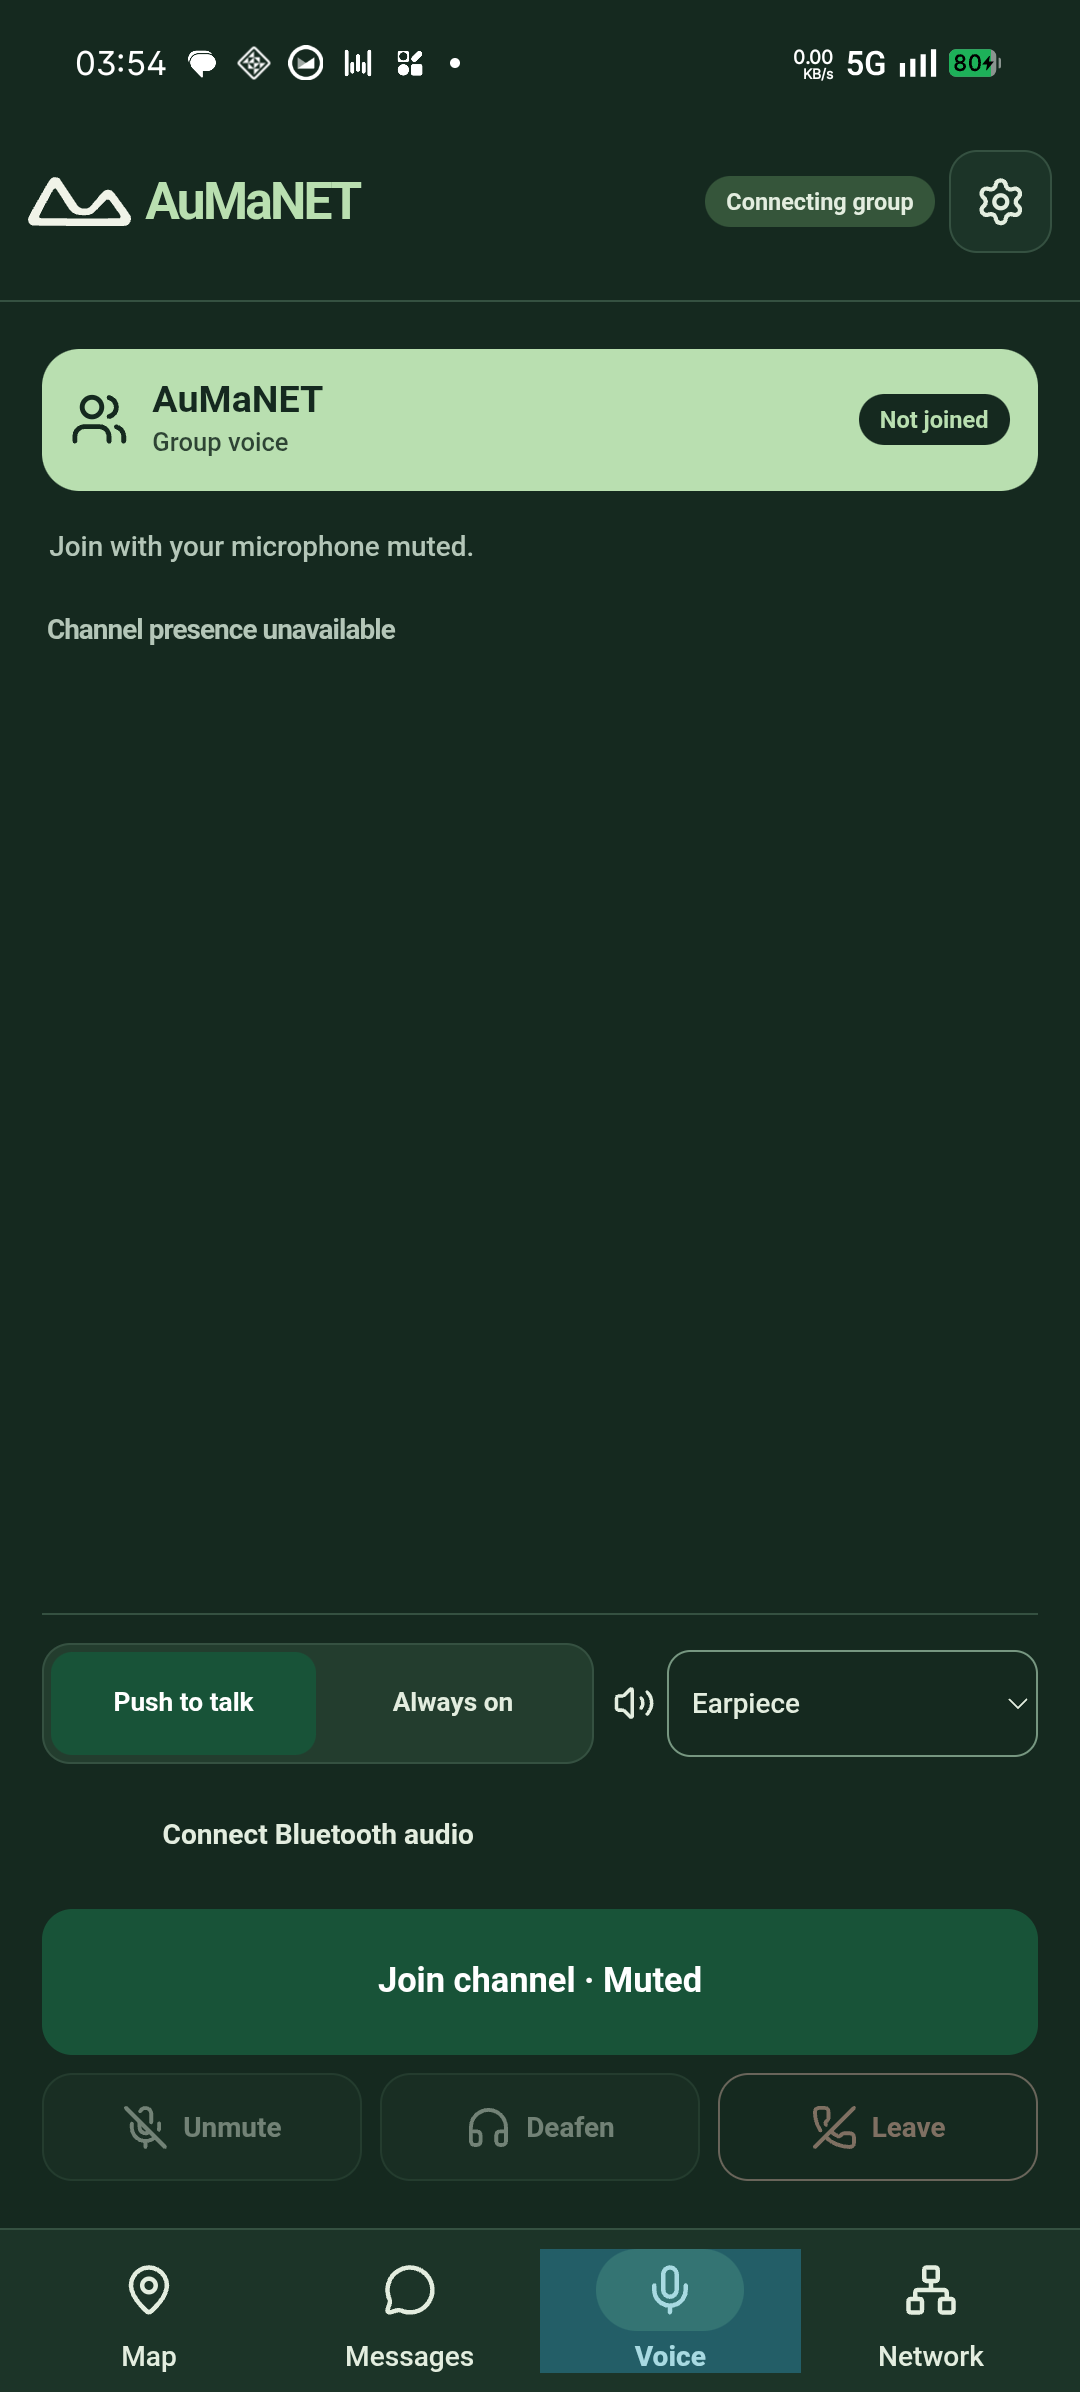 03:54
0.00 KB/s 5G 80
AuMaNET
Connecting group
AuMaNET
Group voice
Not joined
Join with your microphone muted.
Channel presence unavailable
Push to talk
Always on
Earpiece
Connect Bluetooth audio
Join channel · Muted
Unmute
Deafen
Leave
Map
Messages
Voice
Network